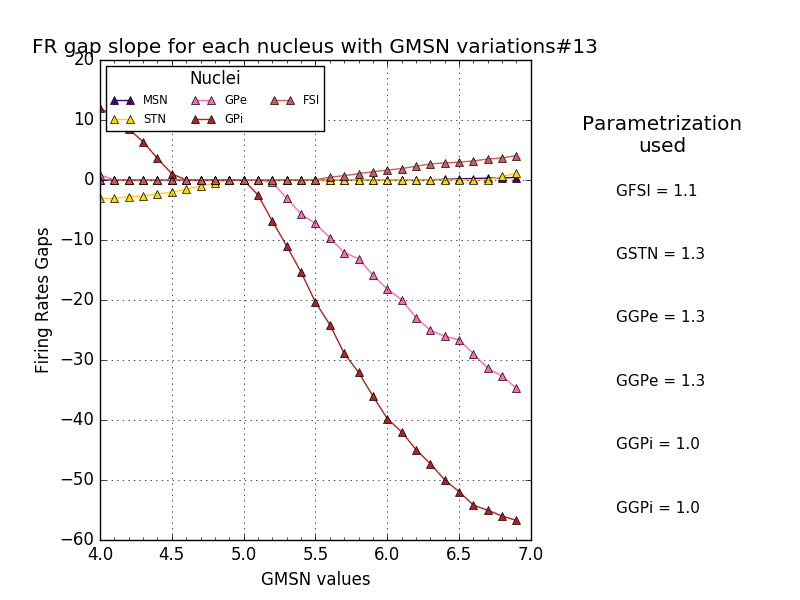 FR gap slope for each nucleus with GMSN variations#13
Nuclei
MSN GPe FSI
STN GPi
20
10
0
−10
−20
−30
−40
−50
−60
Firing Rates Gaps
4.0 4.5 5.0 5.5 6.0 6.5 7.0
GMSN values
Parametrization
used
GFSI = 1.1
GSTN = 1.3
GGPe = 1.3
GGPe = 1.3
GGPi = 1.0
GGPi = 1.0